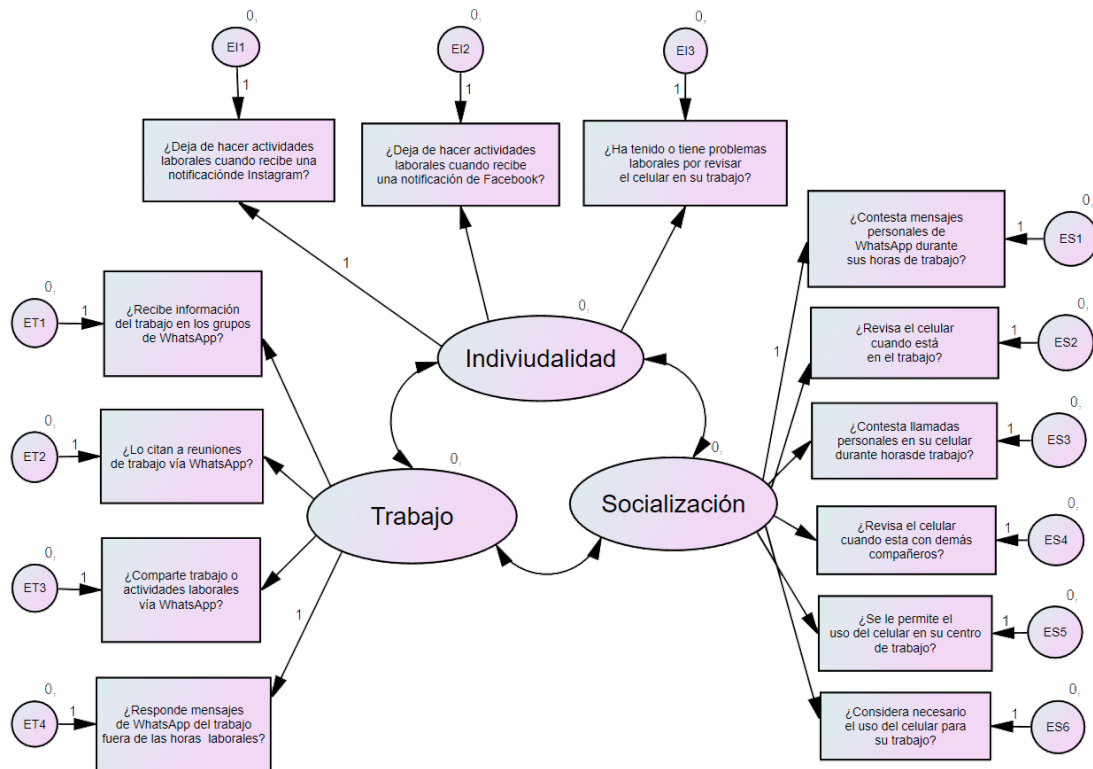 0,
0,
0,
EI1
EI2
EI3
1
1
1
¿Deja de hacer actividades
laborales cuando recibe una
notificaciónde Instagram?
¿Deja de hacer actividades
laborales cuando recibe
una notificación de Facebook?
¿Ha tenido o tiene problemas
laborales por revisar
el celular en su trabajo?
1
0,
Indiviudalidad
0,
ET1
1
¿Recibe información
del trabajo en los grupos
de WhatsApp?
0,
ET2
1
¿Lo citan a reuniones
de trabajo vía WhatsApp?
0,
ET3
1
¿Comparte trabajo o
actividades laborales
vía WhatsApp?
0,
ET4
1
¿Responde mensajes
de WhatsApp del trabajo
fuera de las horas laborales?
1
0,
Trabajo
0,
Socialización
1
¿Contesta mensajes
personales de
WhatsApp durante
sus horas de trabajo?
1
0,
ES1
¿Revisa el celular
cuando está
en el trabajo?
1
0,
ES2
¿Contesta llamadas
personales en su celular
durante horasde trabajo?
1
0,
ES3
¿Revisa el celular
cuando esta con demás
compañeros?
1
0,
ES4
¿Se le permite el
uso del celular en su centro
de trabajo?
1
0,
ES5
¿Considera necesario
el uso del celular para
su trabajo?
1
0,
ES6